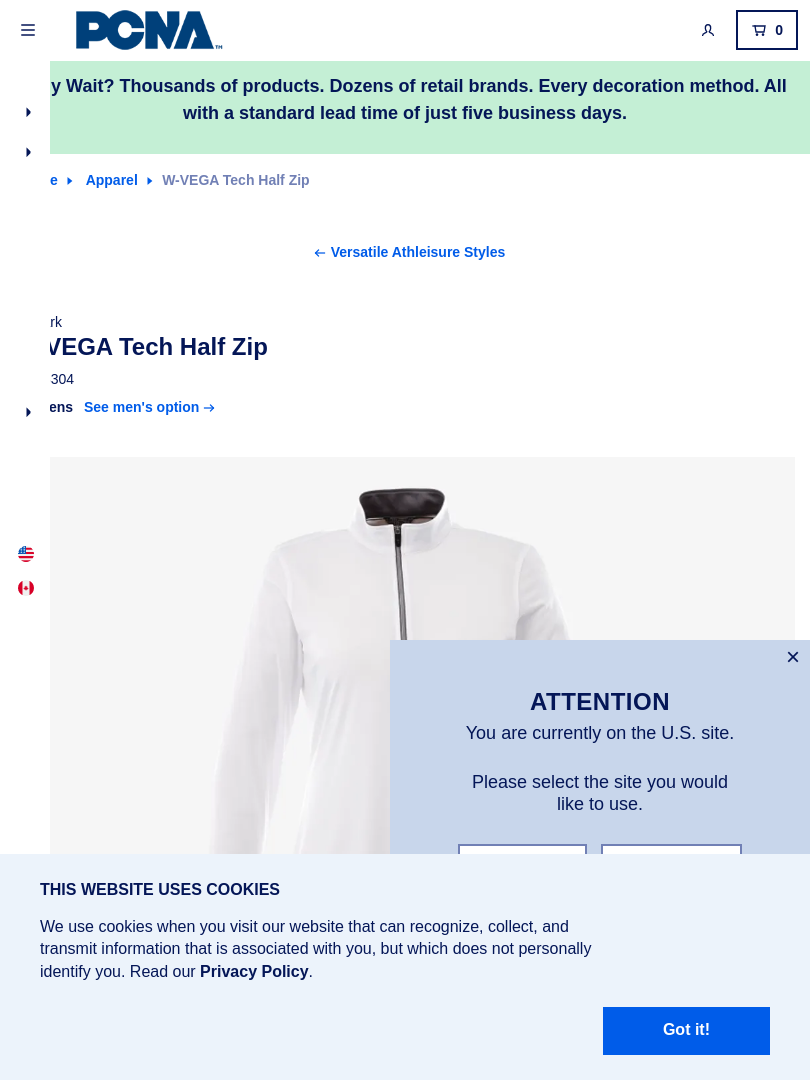 PCNA™
0
y Wait? Thousands of products. Dozens of retail brands. Every decoration method. All
with a standard lead time of just five business days.
e Apparel W-VEGA Tech Half Zip
← Versatile Athleisure Styles
rk
VEGA Tech Half Zip
304
ens See men's option →
ATTENTION
You are currently on the U.S. site.
Please select the site you would
like to use.
THIS WEBSITE USES COOKIES
We use cookies when you visit our website that can recognize, collect, and
transmit information that is associated with you, but which does not personally
identify you. Read our Privacy Policy.
Got it!